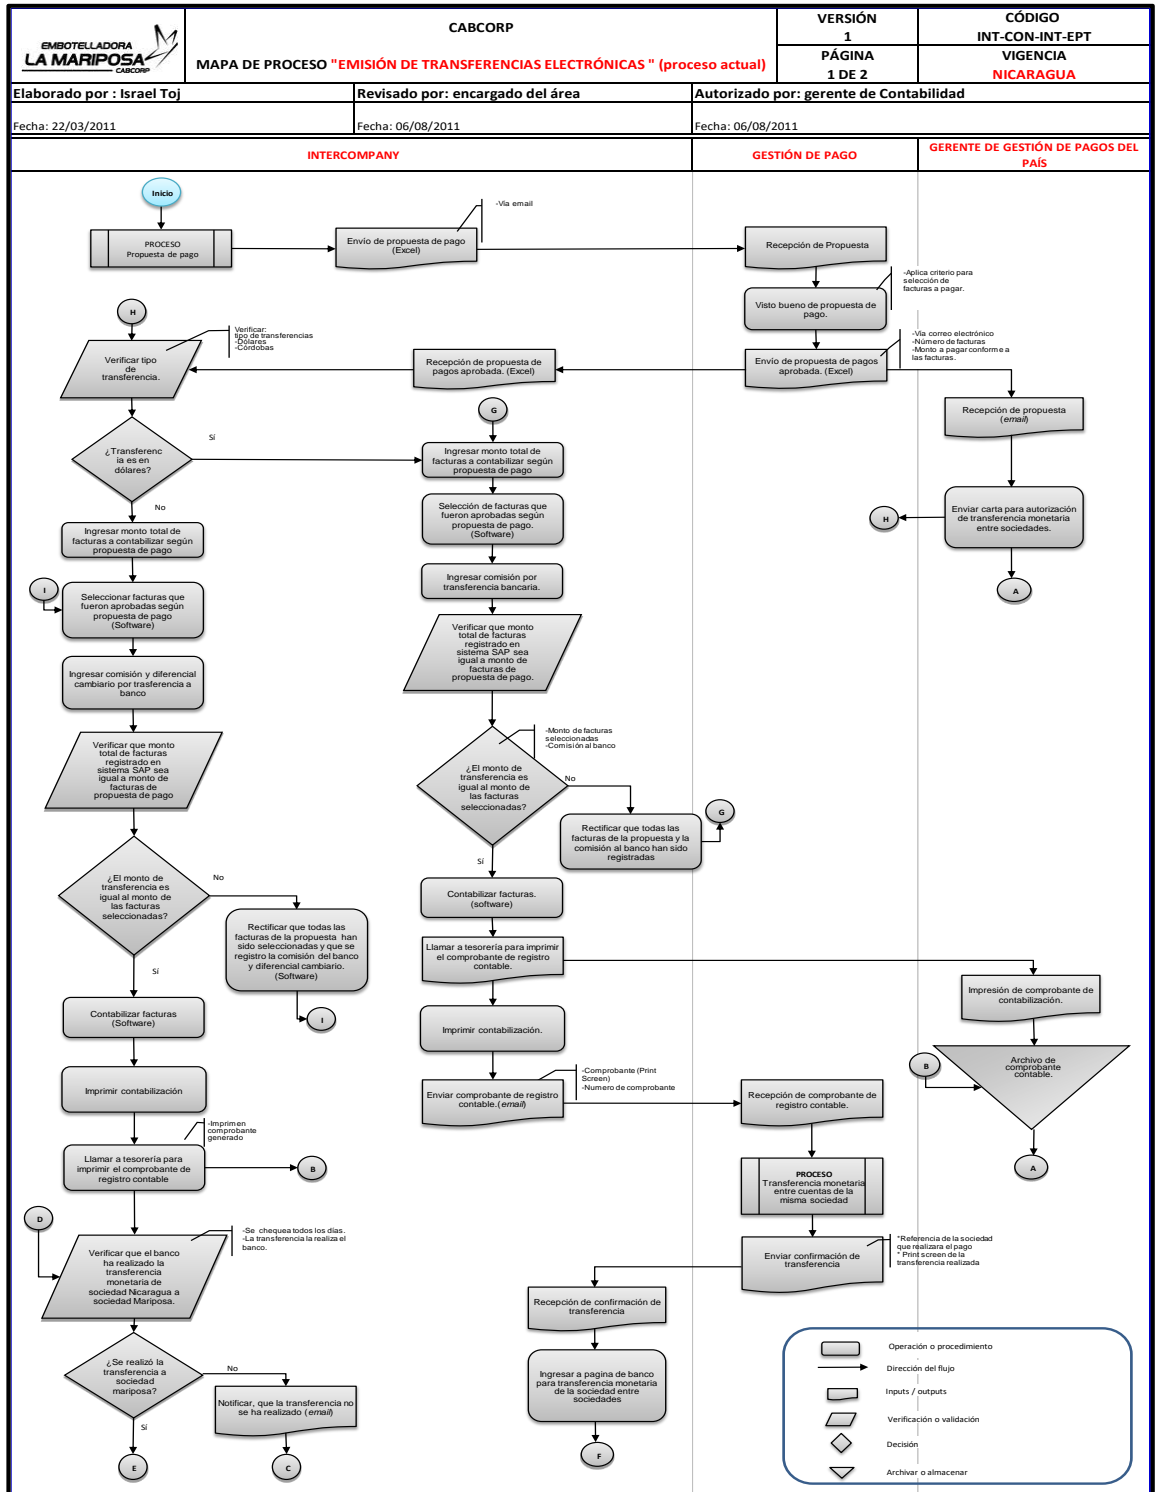 EMBOTELLADORA
LA MARIPOSA
CABCORP
CABCORP
MAPA DE PROCESO "EMISIÓN DE TRANSFERENCIAS ELECTRÓNICAS " (proceso actual)
VERSIÓN
1
CÓDIGO
INT-CON-INT-EPT
PÁGINA
1 DE 2
VIGENCIA
NICARAGUA
Elaborado por : Israel Toj
Revisado por: encargado del área
Autorizado por: gerente de Contabilidad
Fecha: 22/03/2011
Fecha: 06/08/2011
Fecha: 06/08/2011
INTERCOMPANY
GESTIÓN DE PAGO
GERENTE DE GESTIÓN DE PAGOS DEL
PAÍS
Inicio
PROCESO
Propuesta de pago
Envío de propuesta de pago
(Excel)
-Vía email
Recepción de Propuesta
-Aplica criterio para
selección de
facturas a pagar.
Visto bueno de propuesta de
pago.
-Vía correo electrónico
-Número de facturas
-Monto a pagar conforme a
las facturas.
Envío de propuesta de pagos
aprobada. (Excel)
Recepción de propuesta de
pagos aprobada. (Excel)
H
Verificar:
tipo de transferencias
-Dólares
-Córdobas
Verificar tipo
de
transferencia.
Recepción de propuesta
(email)
G
Sí
¿Transferenc
ia es en
dólares?
No
Ingresar monto total de
facturas a contabilizar según
propuesta de pago
Selección de facturas que
fueron aprobadas según
propuesta de pago.
(Software)
Enviar carta para autorización
de transferencia monetaria
entre sociedades.
H
A
Ingresar monto total de
facturas a contabilizar según
propuesta de pago
Ingresar comisión por
transferencia bancaria.
I
Seleccionar facturas que
fueron aprobadas según
propuesta de pago
(Software)
Verificar que monto
total de facturas
registrado en
sistema SAP sea
igual a monto de
facturas de
propuesta de pago.
Ingresar comisión y diferencial
cambiario por trasferencia a
banco
-Monto de facturas
seleccionadas
-Comisión al banco
Verificar que monto
total de facturas
registrado en
sistema SAP sea
igual a monto de
facturas de
propuesta de pago
¿El monto de
transferencia es
igual al monto de
las facturas
seleccionadas?
No
Rectificar que todas las
facturas de la propuesta y la
comisión al banco han sido
registradas
G
Sí
¿El monto de
transferencia es
igual al monto de
las facturas
seleccionadas?
No
Contabilizar facturas.
(software)
Rectificar que todas las
facturas de la propuesta han
sido seleccionadas y que se
registro la comisión del banco
y diferencial cambiario.
(Software)
I
Sí
Llamar a tesorería para imprimir
el comprobante de registro
contable.
Impresión de comprobante de
contabilización.
Contabilizar facturas
(Software)
Imprimir contabilización.
Archivo de
comprobante
contable.
B
A
Imprimir contabilización
-Comprobante (Print
Screen)
-Numero de comprobante
Enviar comprobante de registro
contable.(email)
Recepción de comprobante de
registro contable.
-Imprimen
comprobante
generado
Llamar a tesorería para
imprimir el comprobante de
registro contable
B
PROCESO
Transferencia monetaria
entre cuentas de la
misma sociedad
D
-Se chequea todos los días.
-La transferencia la realiza el
banco.
Verificar que el banco
ha realizado la
transferencia
monetaria de
sociedad Nicaragua a
sociedad Mariposa.
*Referencia de la sociedad
que realizara el pago
* Print screen de la
transferencia realizada
Enviar confirmación de
transferencia
Recepción de confirmación de
transferencia
¿Se realizó la
transferencia a
sociedad
mariposa?
No
Notificar, que la transferencia no
se ha realizado (email)
Sí
E
C
Ingresar a pagina de banco
para transferencia monetaria
de la sociedad entre
sociedades
F
Operación o procedimiento
Dirección del flujo
Inputs / outputs
Verificación o validación
Decisión
Archivar o almacenar